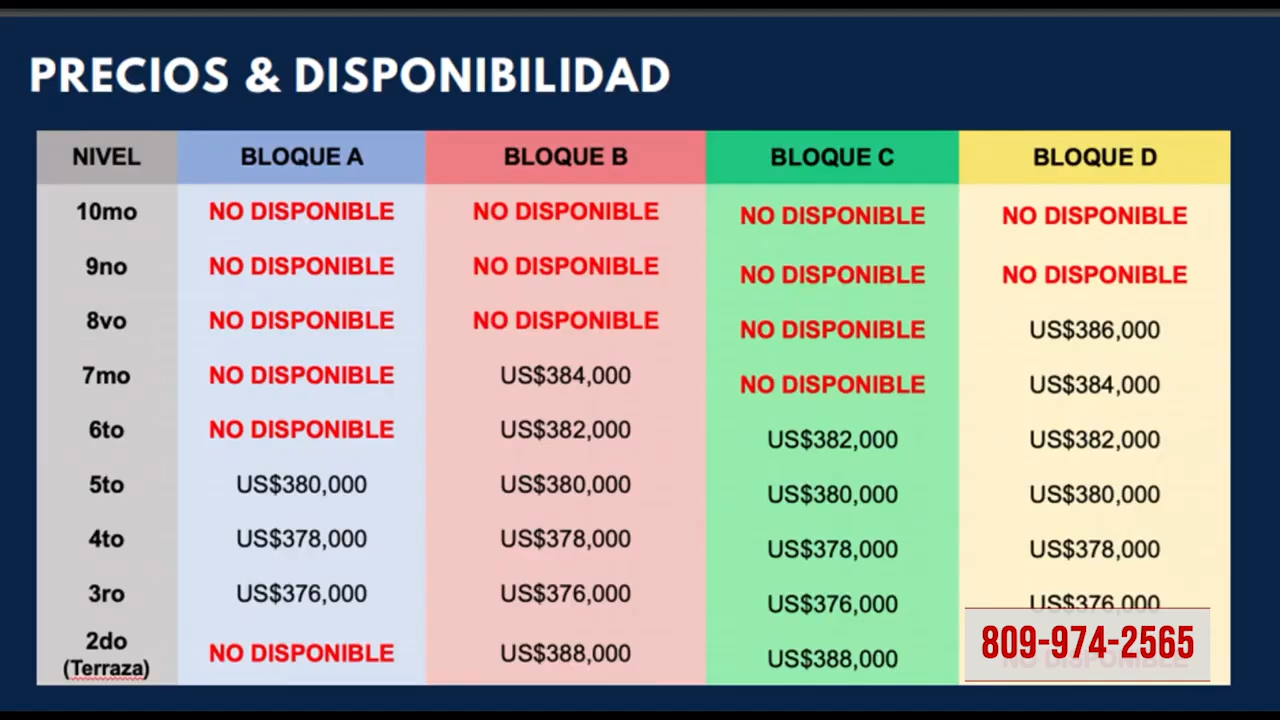 PRECIOS & DISPONIBILIDAD
NIVEL BLOQUE A BLOQUE B BLOQUE C BLOQUE D
10mo NO DISPONIBLE NO DISPONIBLE NO DISPONIBLE NO DISPONIBLE
9no NO DISPONIBLE NO DISPONIBLE NO DISPONIBLE NO DISPONIBLE
8vo NO DISPONIBLE NO DISPONIBLE NO DISPONIBLE US$386,000
7mo NO DISPONIBLE US$384,000 NO DISPONIBLE US$384,000
6to NO DISPONIBLE US$382,000 US$382,000 US$382,000
5to US$380,000 US$380,000 US$380,000 US$380,000
4to US$378,000 US$378,000 US$378,000 US$378,000
3ro US$376,000 US$376,000 US$376,000 US$376,000
2do (Terraza) NO DISPONIBLE US$388,000 US$388,000 NO DISPONIBLE
809-974-2565